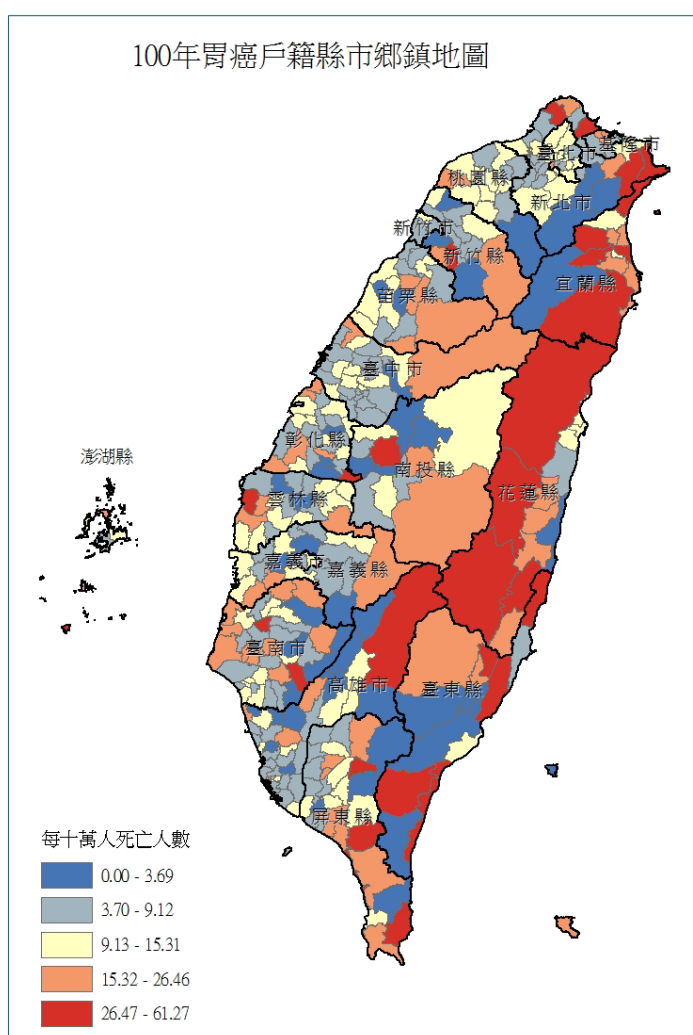 100年胃癌戶籍縣市鄉鎮地圖
基隆市
臺北市
桃園縣
新北市
新竹市
新竹縣
宜蘭縣
苗栗縣
臺中市
彰化縣
南投縣
澎湖縣
花蓮縣
雲林縣
嘉義市
嘉義縣
臺南市
高雄市
臺東縣
屏東縣
每十萬人死亡人數
0.00 - 3.69
3.70 - 9.12
9.13 - 15.31
15.32 - 26.46
26.47 - 61.27